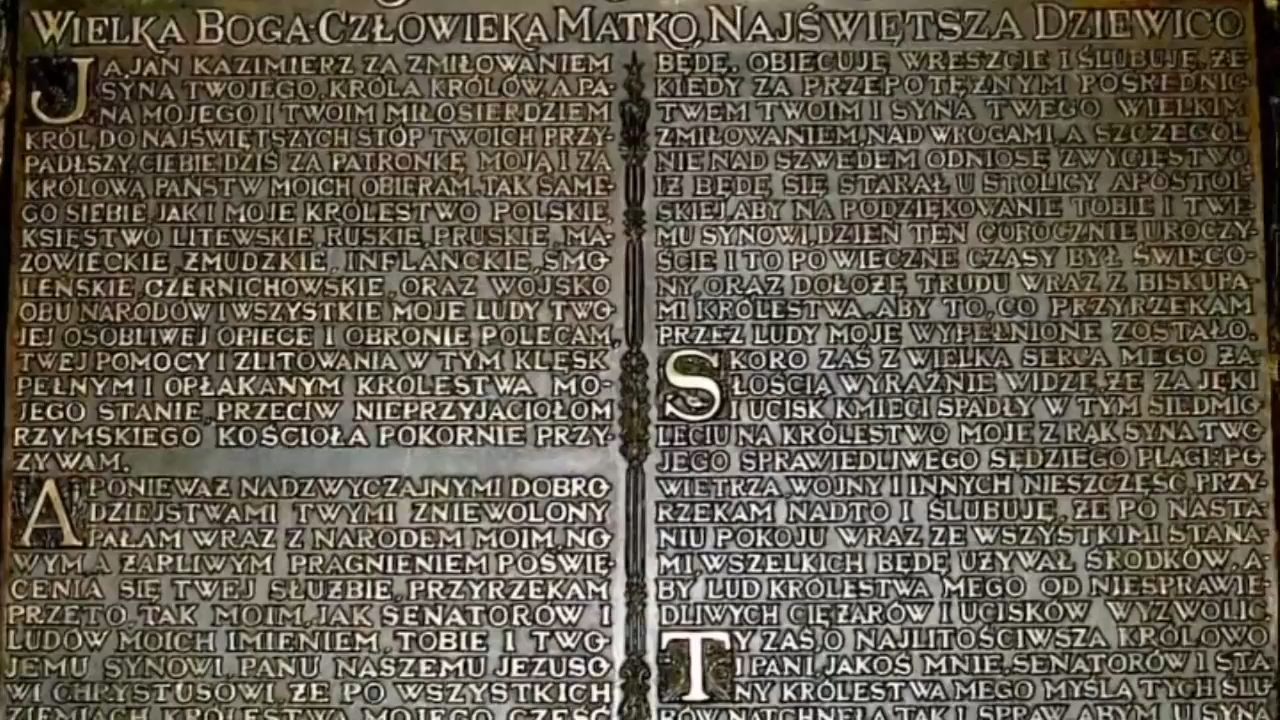 WIELKA BOGA-CZŁOWIEKA MATKO, NAJŚWIĘTSZA DZIEWICO
JA, JAN KAZIMIERZ ZA ZMIŁOWANIEM
SYNA TWOJEGO, KRÓLA KRÓLÓW, A PA-
NA MOJEGO I TWOIM MIŁOSIERDZIEM
KRÓL, DO NAJŚWIĘTSZYCH STÓP TWOICH PRZY-
PADŁSZY, CIEBIE DZIŚ ZA PATRONKĘ MOJĄ I ZA
KRÓLOWĄ PAŃSTW MOICH OBIERAM. TAK SAME-
GO SIEBIE, JAK I MOJE KRÓLESTWO POLSKIE,
KSIĘSTWO LITEWSKIE, RUSKIE, PRUSKIE, MA-
ZOWIECKIE, ŻMUDZKIE, INFLANCKIE, SMO-
LEŃSKIE, CZERNICHOWSKIE, ORAZ WOJSKO
OBU NARODÓW I WSZYSTKIE MOJE LUDY TWO-
JEJ OSOBLIWEJ OPIECE I OBRONIE POLECAM,
TWEJ POMOCY I ZLITOWANIA W TYM KLĘSK
PEŁNYM I OPŁAKANYM KRÓLESTWA MO-
JEGO STANIE, PRZECIW NIEPRZYJACIOŁOM
RZYMSKIEGO KOŚCIOŁA POKORNIE PRZY-
ZYWAM.
A PONIEWAŻ NADZWYCZAJNYMI DOBRO-
DZIEJSTWAMI TWYMI ZNIEWOLONY
PAŁAM WRAZ Z NARODEM MOIM, NO-
WYM A ŻARLIWYM PRAGNIENIEM POŚWIĘ-
CENIA SIĘ TWEJ SŁUŻBIE, PRZYRZEKAM
PRZETO, TAK MOIM, JAK SENATORÓW I
LUDÓW MOICH IMIENIEM, TOBIE I TWO-
JEMU SYNOWI, PANU NASZEMU JEZUSO-
WI CHRYSTUSOWI, ŻE PO WSZYSTKICH
ZIEMIACH KRÓLESTWA MOJEGO CZEŚĆ
BĘDĘ. OBIECUJĘ WRESZCIE I ŚLUBUJĘ, ŻE
KIEDY ZA PRZEPOTĘŻNYM POŚREDNIC-
TWEM TWOIM I SYNA TWEGO WIELKIM
ZMIŁOWANIEM, NAD WROGAMI, A SZCZEGÓL-
NIE NAD SZWEDEM ODNIOSĘ ZWYCIĘSTWO
IŻ BĘDĘ SIĘ STARAŁ U STOLICY APOSTOL-
SKIEJ, ABY NA PODZIĘKOWANIE TOBIE I TWE-
MU SYNOWI, DZIEŃ TEN COROCZNIE UROCZY-
ŚCIE I TO PO WIECZNE CZASY BYŁ ŚWIĘCO-
NY, ORAZ DOŁOŻĘ TRUDU WRAZ Z BISKUPA-
MI KRÓLESTWA, ABY TO, CO PRZYRZEKAM
PRZEZ LUDY MOJE WYPEŁNIONE ZOSTAŁO.
SKORO ZAŚ Z WIELKĄ SERCA MEGO ŻA-
ŁOŚCIĄ WYRAŹNIE WIDZĘ, ŻE ZA JĘKI
I UCISK KMIECI SPADŁY W TYM SIEDMIO-
LECIU NA KRÓLESTWO MOJE Z RĄK SYNA TWO-
JEGO SPRAWIEDLIWEGO SĘDZIEGO PLAGI: PO-
WIETRZA, WOJNY I INNYCH NIESZCZĘŚĆ, PRZY-
RZEKAM NADTO I ŚLUBUJĘ, ŻE PO NASTA-
NIU POKOJU WRAZ ZE WSZYSTKIMI STANA-
MI, WSZELKICH BĘDĘ UŻYWAŁ ŚRODKÓW, A-
BY LUD KRÓLESTWA MEGO OD NIESPRAWIE-
DLIWYCH CIĘŻARÓW I UCISKÓW WYZWOLIĆ.
TY ZAŚ, O NAJLITOŚCIWSZA KRÓLOWO
I PANI, JAKOŚ MNIE, SENATORÓW I STA-
NY KRÓLESTWA MEGO MYŚLĄ TYCH ŚLU-
BÓW NATCHNĘŁA, TAK I SPRAW, ABYM U SYNA